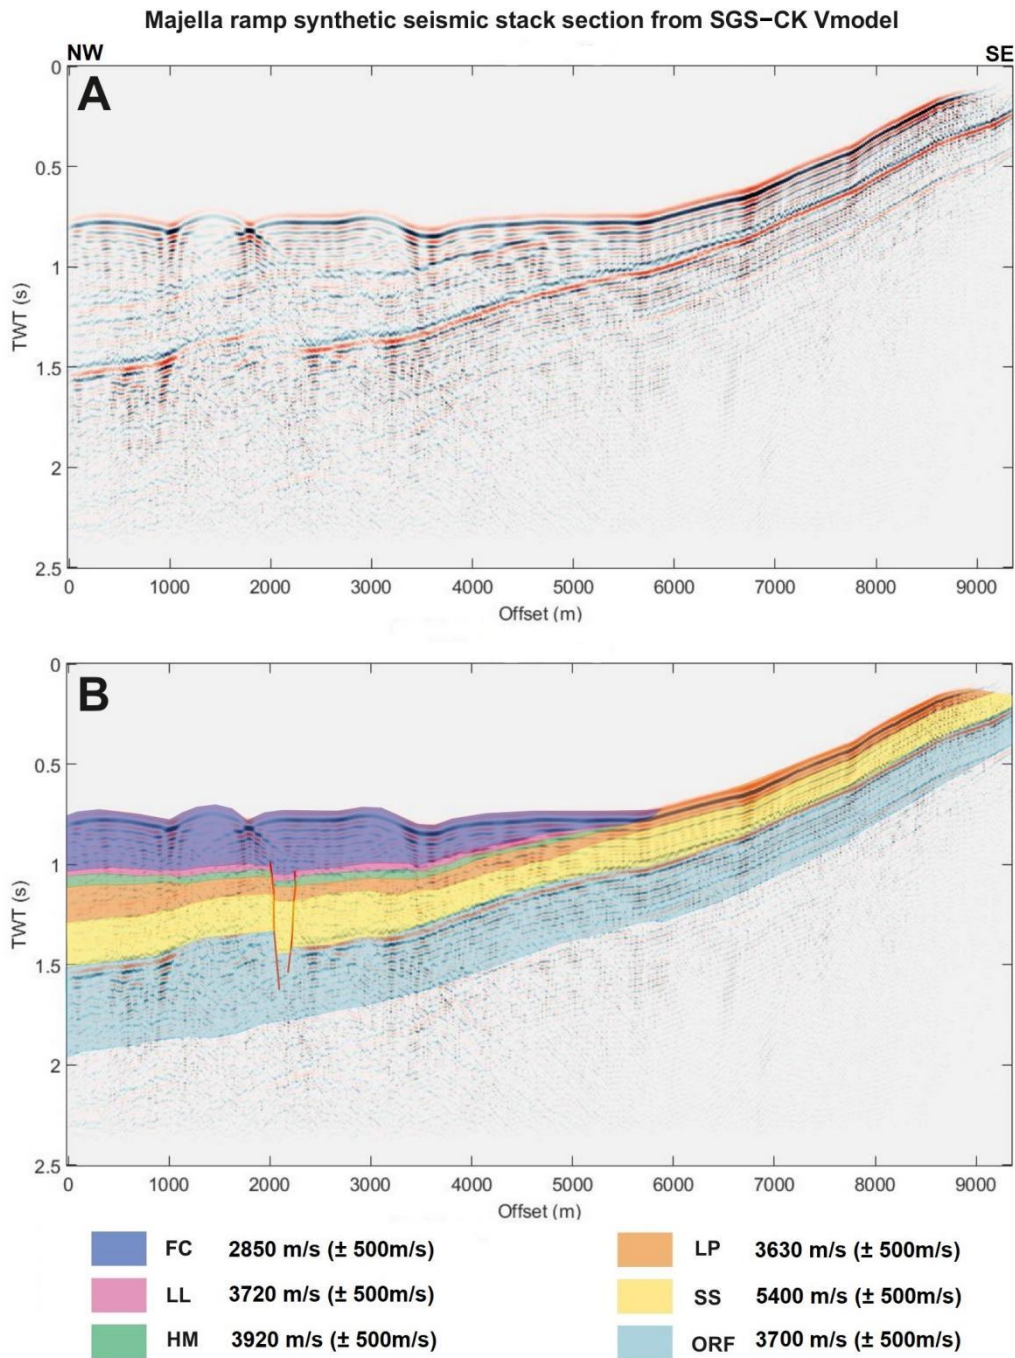 Majella ramp synthetic seismic stack section from SGS−CK Vmodel
NW SE
A
0
0.5
1
1.5
2
2.5
TWT (s)
0 1000 2000 3000 4000 5000 6000 7000 8000 9000
Offset (m)
B
0
0.5
1
1.5
2
2.5
TWT (s)
0 1000 2000 3000 4000 5000 6000 7000 8000 9000
Offset (m)
FC 2850 m/s (± 500m/s)
LL 3720 m/s (± 500m/s)
HM 3920 m/s (± 500m/s)
LP 3630 m/s (± 500m/s)
SS 5400 m/s (± 500m/s)
ORF 3700 m/s (± 500m/s)